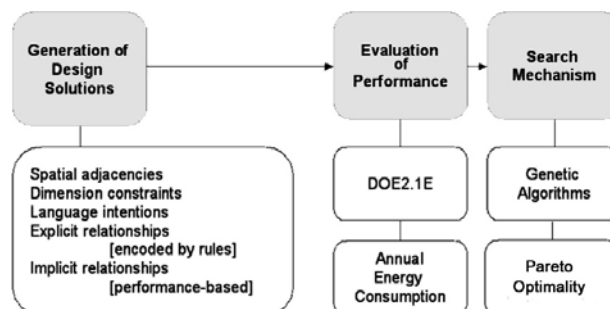 Generation of
Design
Solutions
Evaluation
of
Performance
Search
Mechanism
Spatial adjacencies
Dimension constraints
Language intentions
Explicit relationships
[encoded by rules]
Implicit relationships
[performance-based]
DOE2.1E
Annual
Energy
Consumption
Genetic
Algorithms
Pareto
Optimality